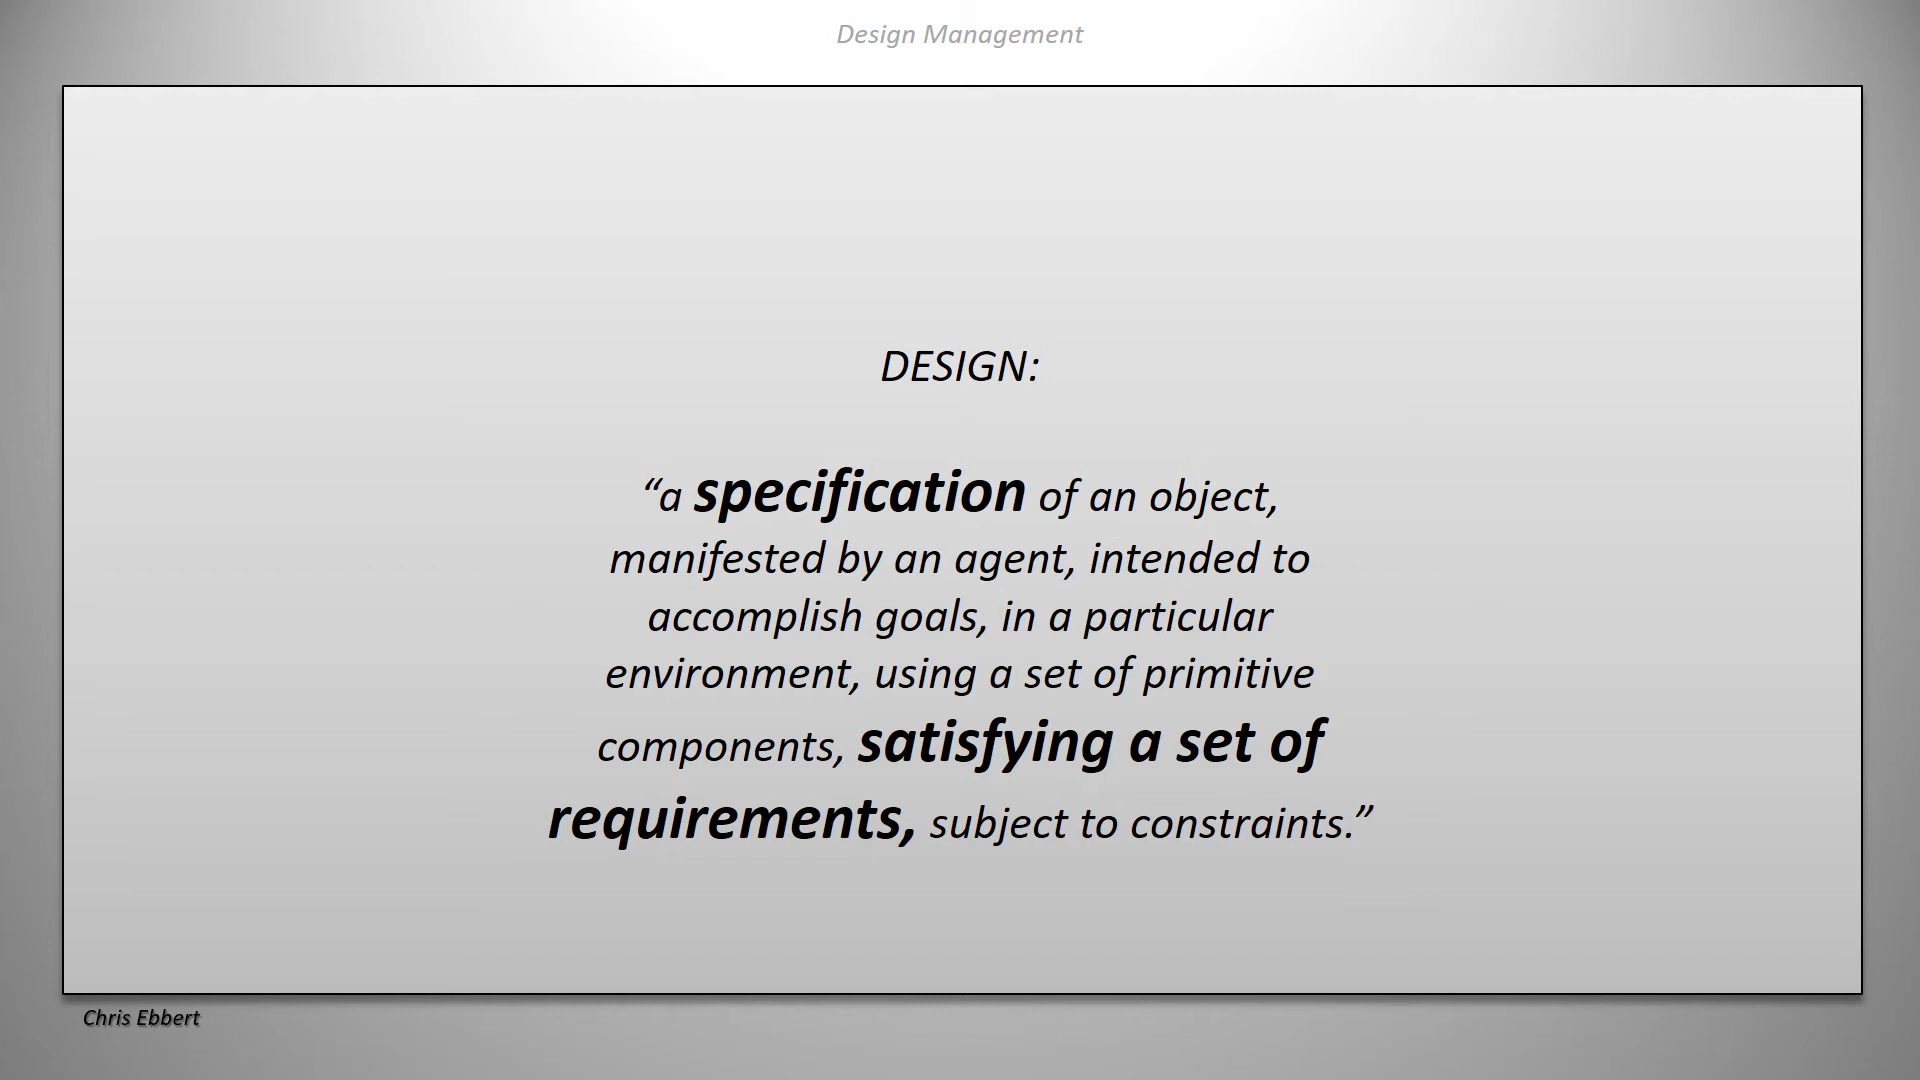 Design Management
DESIGN:
“a specification of an object,
manifested by an agent, intended to
accomplish goals, in a particular
environment, using a set of primitive
components, satisfying a set of
requirements, subject to constraints.”
Chris Ebbert